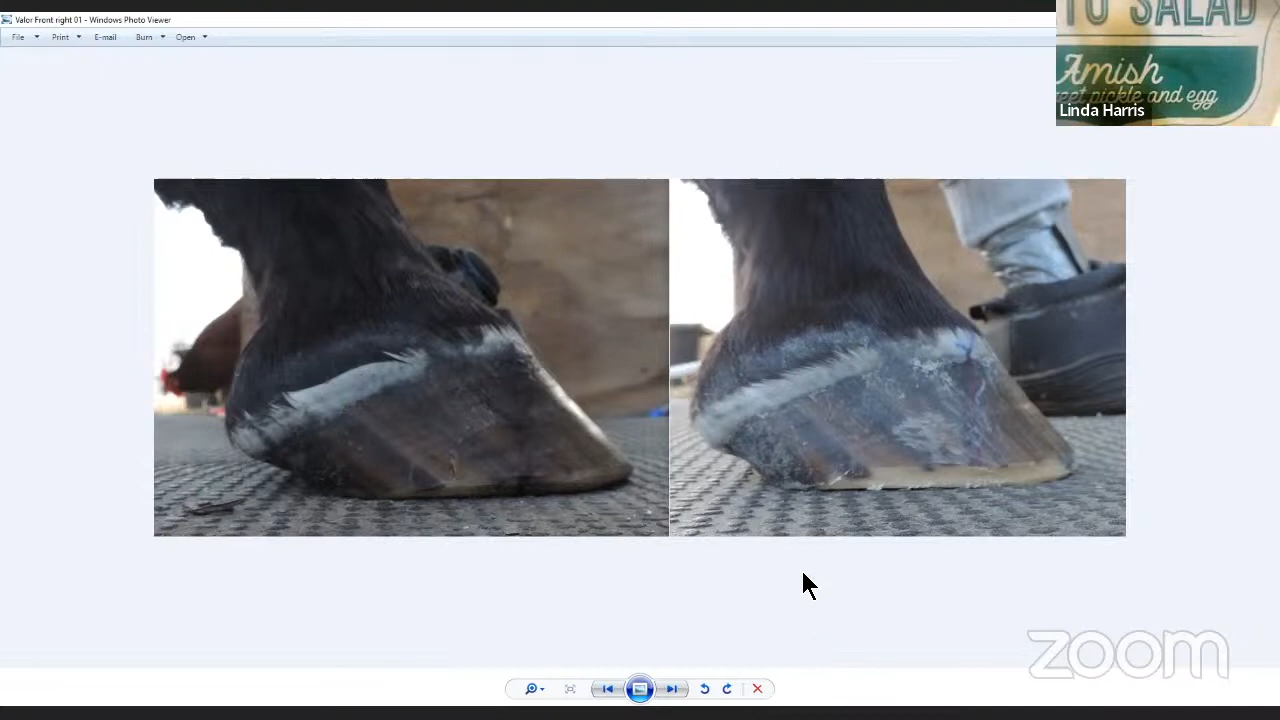 Valor Front right 01 - Windows Photo Viewer
File Print E-mail Burn Open
TO SALAD
Amish
pickle and egg
Linda Harris
zoom